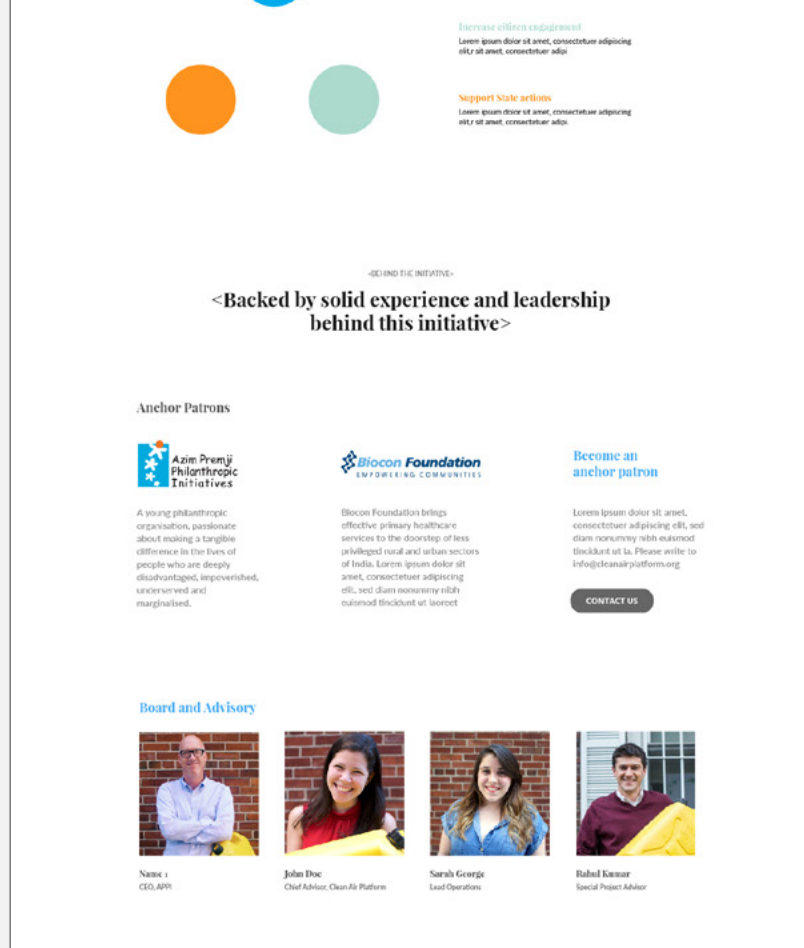 Increase citizen engagement
Lorem ipsum dolor sit amet, consectetuer adipiscing
elit,r sit amet, consectetuer adipi
Support State actions
Lorem ipsum dolor sit amet, consectetuer adipiscing
elit,r sit amet, consectetuer adipi.
<BEHIND THE INITIATIVE>
<Backed by solid experience and leadership
behind this initiative>
Anchor Patrons
Azim Premji
Philanthropic
Initiatives
A young philanthropic
organisation, passionate
about making a tangible
difference in the lives of
people who are deeply
disadvantaged, impoverished,
underserved and
marginalised.
Biocon Foundation
EMPOWERING COMMUNITIES
Biocon Foundation brings
effective primary healthcare
services to the doorstep of less
privileged rural and urban sectors
of India. Lorem ipsum dolor sit
amet, consectetuer adipiscing
elit, sed diam nonummy nibh
euismod tincidunt ut laoreet
Become an
anchor patron
Lorem ipsum dolor sit amet,
consectetuer adipiscing elit, sed
diam nonummy nibh euismod
tincidunt ut la. Please write to
info@cleanairplatform.org
CONTACT US
Board and Advisory
Name 1
CEO, APPI
John Doe
Chief Advisor, Clean Air Platform
Sarah George
Lead Operations
Rahul Kumar
Special Project Advisor